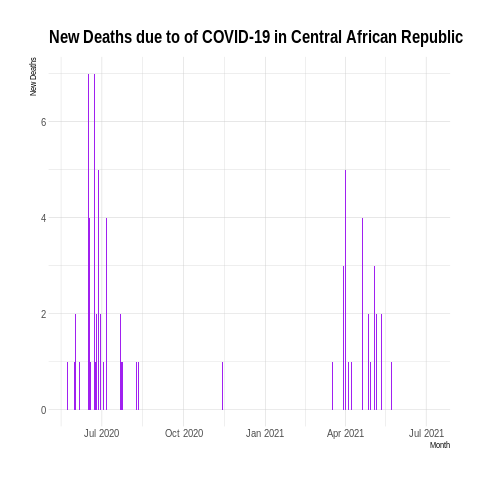 New Deaths due to of COVID-19 in Central African Republic
New Deaths
6
4
2
0
Jul 2020 Oct 2020 Jan 2021 Apr 2021 Jul 2021
Month